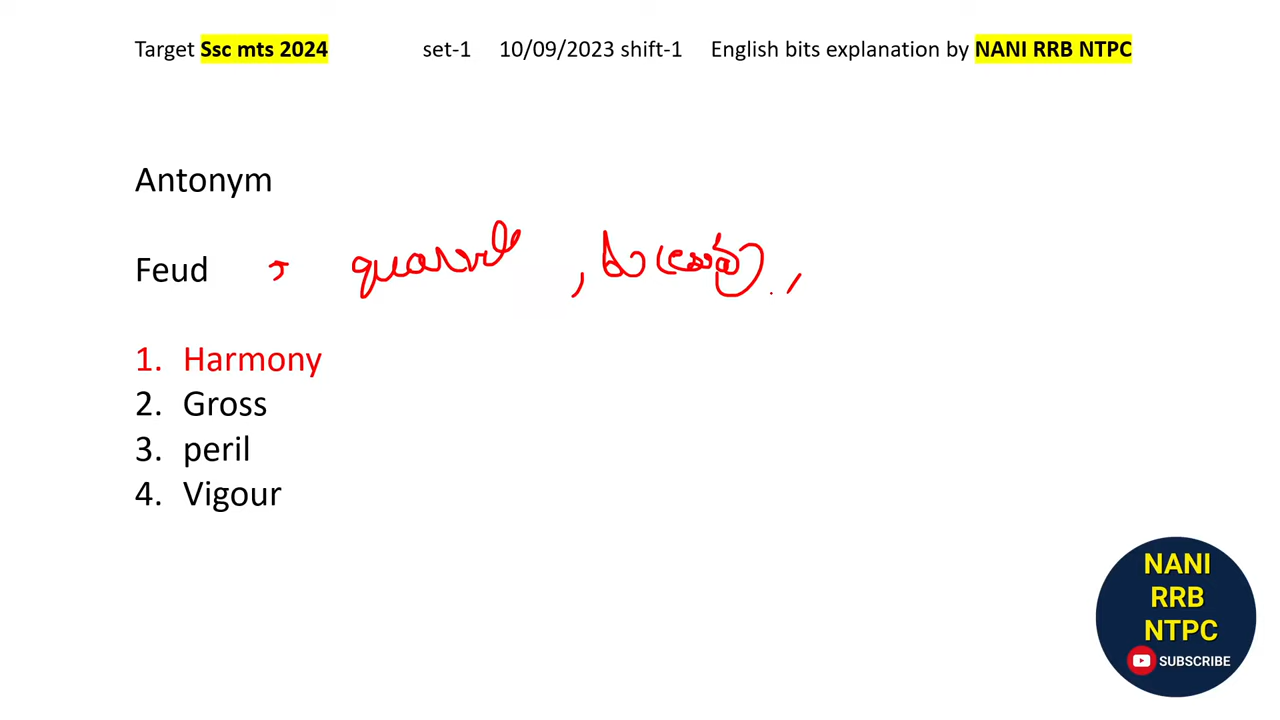 Target Ssc mts 2024 set-1 10/09/2023 shift-1 English bits explanation by NANI RRB NTPC
Antonym
Feud → quarrel , ,
1. Harmony
2. Gross
3. peril
4. Vigour
NANI
RRB
NTPC
SUBSCRIBE